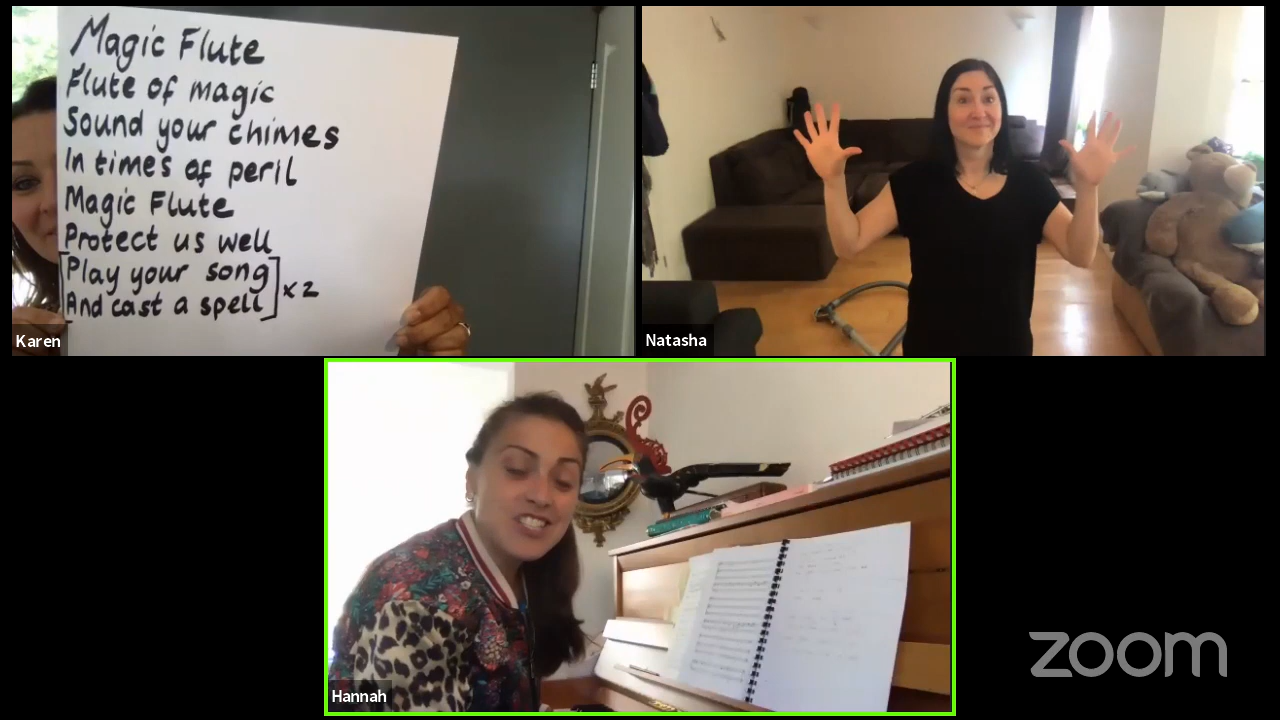 Magic Flute
Flute of magic
Sound your chimes
In times of peril
Magic Flute
Protect us well
[Play your song
And cast a spell] x2
Karen
Natasha
Hannah
zoom